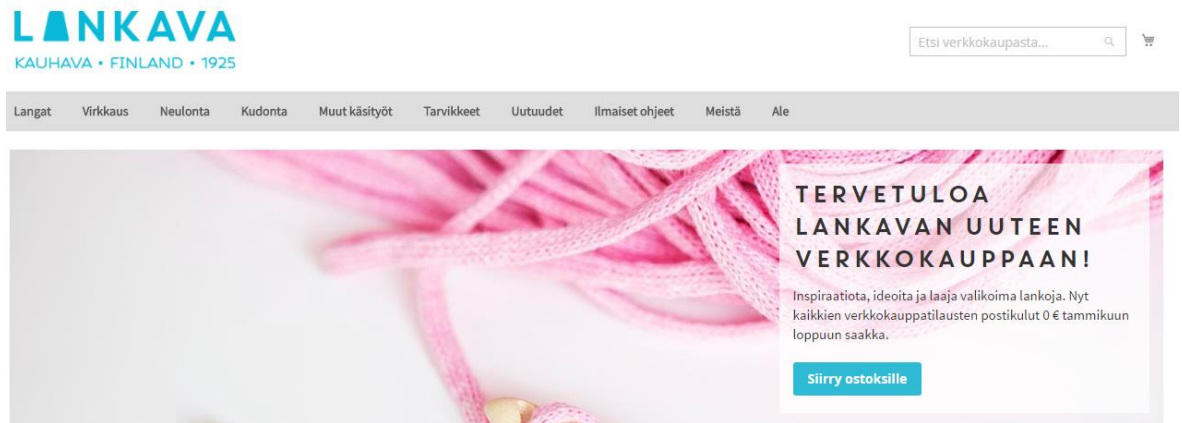 LANKAVA
KAUHAVA • FINLAND • 1925
Etsi verkkokaupasta...
Langat Virkkaus Neulonta Kudonta Muut käsityöt Tarvikkeet Uutuudet Ilmaiset ohjeet Meistä Ale
TERVETULOA
LANKAVAN UUTEEN
VERKKOKAUPPAAN!
Inspiraatiota, ideoita ja laaja valikoima lankoja. Nyt
kaikkien verkkokauppatilausten postikulut 0 € tammikuun
loppuun saakka.
Siirry ostoksille